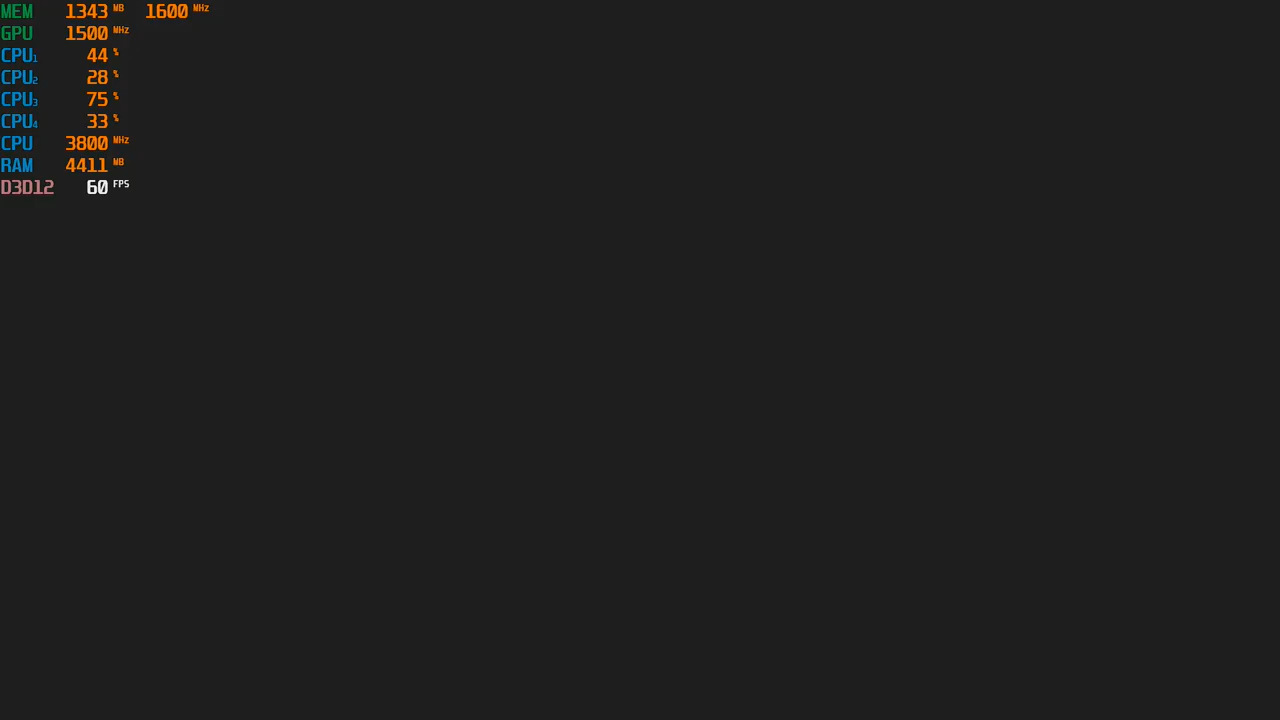 MEM 1343 MB 1600 MHz
GPU 1500 MHz
CPU1 44 %
CPU2 28 %
CPU3 75 %
CPU4 33 %
CPU 3800 MHz
RAM 4411 MB
D3D12 60 FPS